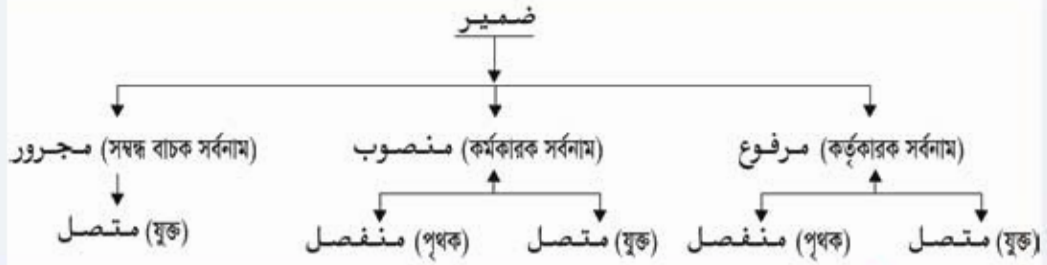 ضمير
مرفوع (কর্তৃকারক সর্বনাম) منصوب (কর্মকারক সর্বনাম) مجرور (সম্বন্ধ বাচক সর্বনাম)
متصل (যুক্ত) منفصل (পৃথক) متصل (যুক্ত) منفصل (পৃথক) متصل (যুক্ত)